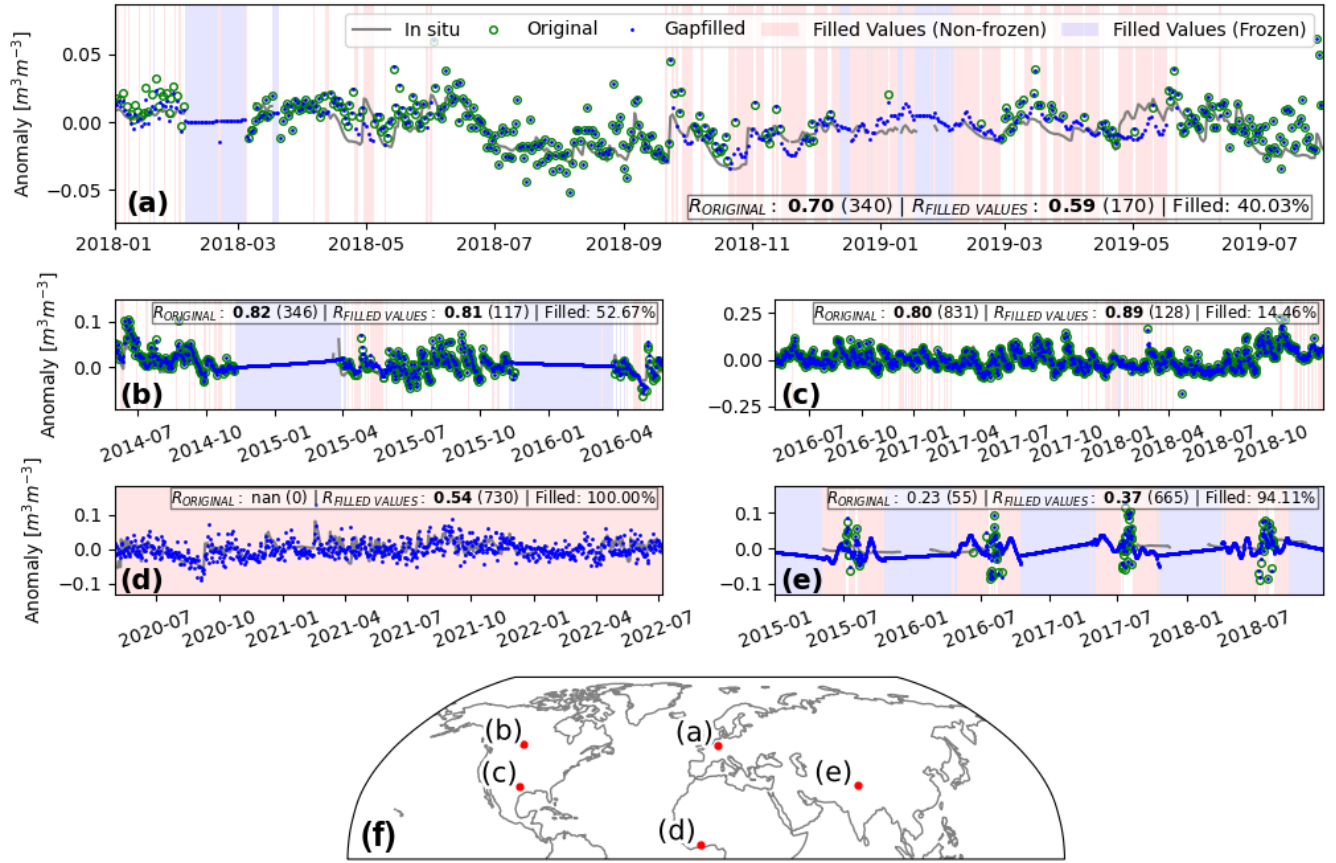 In situ Original Gapfilled Filled Values (Non-frozen) Filled Values (Frozen)
Anomaly [m³m⁻³]
0.05
0.00
−0.05
(a)
R_ORIGINAL : 0.70 (340) | R_FILLED VALUES : 0.59 (170) | Filled: 40.03%
2018-01 2018-03 2018-05 2018-07 2018-09 2018-11 2019-01 2019-03 2019-05 2019-07
Anomaly [m³m⁻³]
R_ORIGINAL : 0.82 (346) | R_FILLED VALUES : 0.81 (117) | Filled: 52.67%
0.1
0.0
(b)
2014-07 2014-10 2015-01 2015-04 2015-07 2015-10 2016-01 2016-04
R_ORIGINAL : 0.80 (831) | R_FILLED VALUES : 0.89 (128) | Filled: 14.46%
0.25
0.00
−0.25
(c)
2016-07 2016-10 2017-01 2017-04 2017-07 2017-10 2018-01 2018-04 2018-07 2018-10
Anomaly [m³m⁻³]
R_ORIGINAL : nan (0) | R_FILLED VALUES : 0.54 (730) | Filled: 100.00%
0.1
0.0
−0.1
(d)
2020-07 2020-10 2021-01 2021-04 2021-07 2021-10 2022-01 2022-04 2022-07
R_ORIGINAL : 0.23 (55) | R_FILLED VALUES : 0.37 (665) | Filled: 94.11%
0.1
0.0
−0.1
(e)
2015-01 2015-07 2016-01 2016-07 2017-01 2017-07 2018-01 2018-07
(b)
(a)
(c)
(e)
(d)
(f)